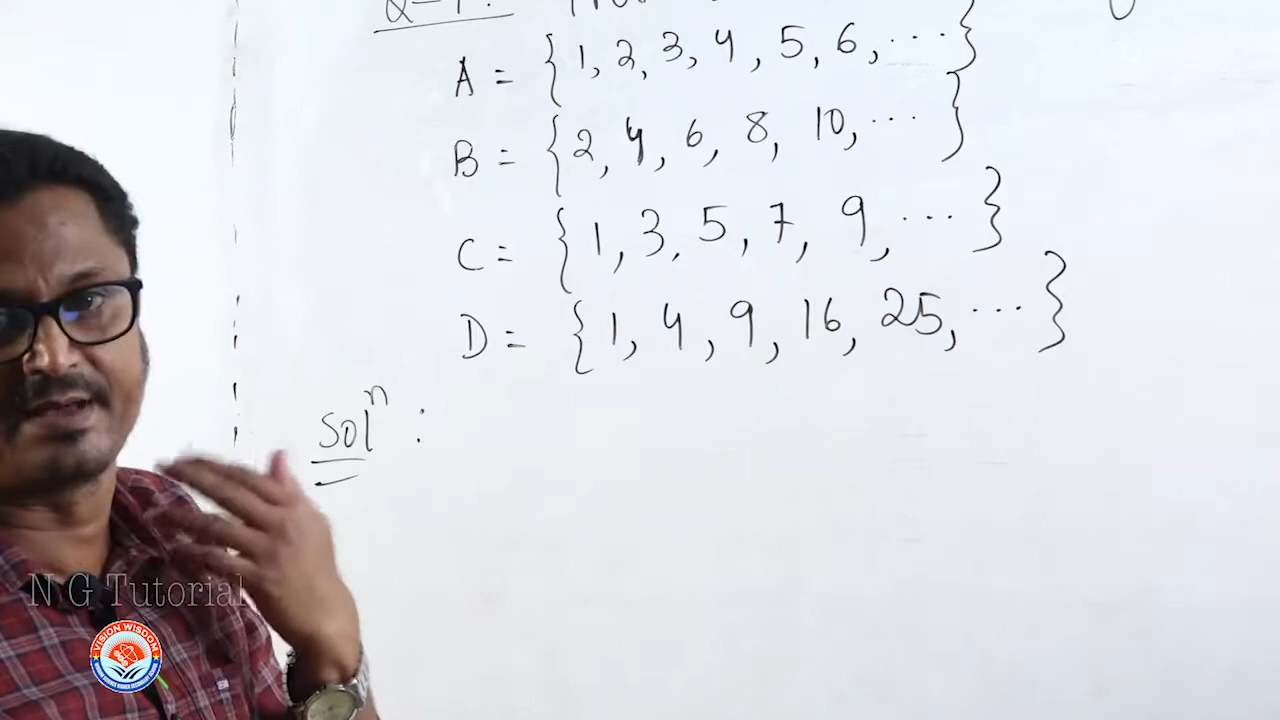 A = { 1, 2, 3, 4, 5, 6, ... }
B = { 2, 4, 6, 8, 10, ... }
C = { 1, 3, 5, 7, 9, ... }
D = { 1, 4, 9, 16, 25, ... }
Solⁿ :
N G Tutorial
VISION WISDOM